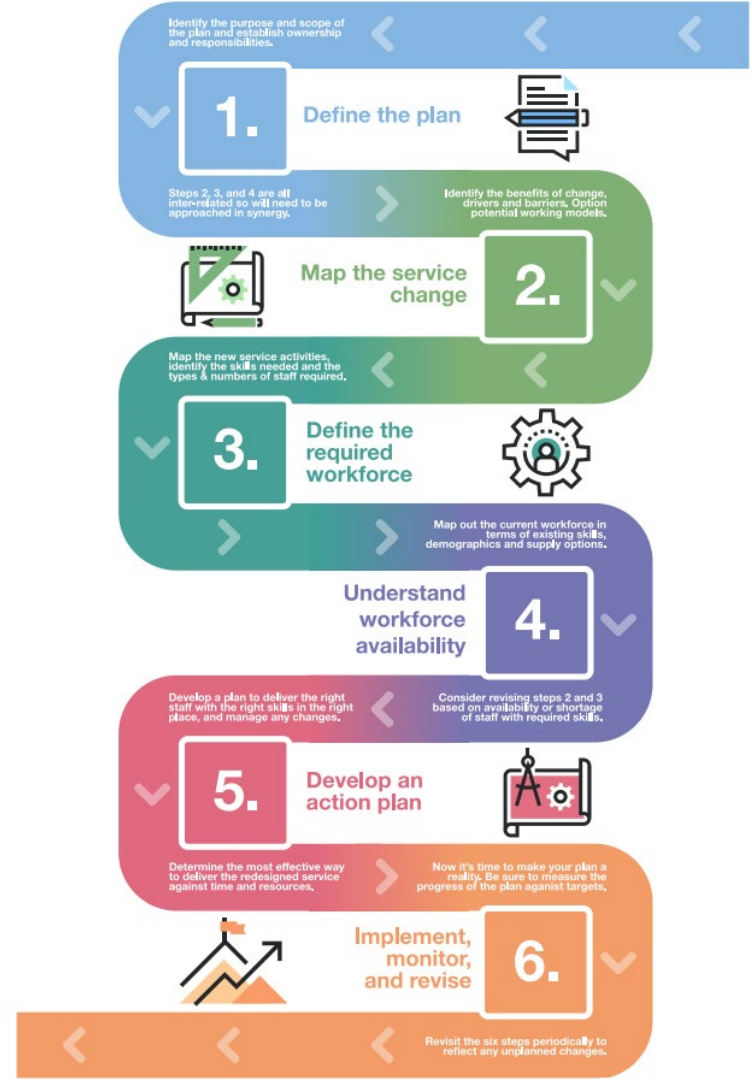 Identify the purpose and scope of
the plan and establish ownership
and responsibilities.
1.
Define the plan
Steps 2, 3, and 4 are all
inter-related so will need to be
approached in synergy.
Identify the benefits of change,
drivers and barriers. Option
potential working models.
Map the service
change
2.
Map the new service activities,
identify the skills needed and the
types & numbers of staff required.
3.
Define the
required
workforce
Map out the current workforce in
terms of existing skills,
demographics and supply options.
Understand
workforce
availability
4.
Develop a plan to deliver the right
staff with the right skills in the right
place, and manage any changes.
Consider revising steps 2 and 3
based on availability or shortage
of staff with required skills.
5.
Develop an
action plan
Determine the most effective way
to deliver the redesigned service
against time and resources.
Now it's time to make your plan a
reality. Be sure to measure the
progress of the plan aganist targets.
Implement,
monitor,
and revise
6.
Revisit the six steps periodically to
reflect any unplanned changes.